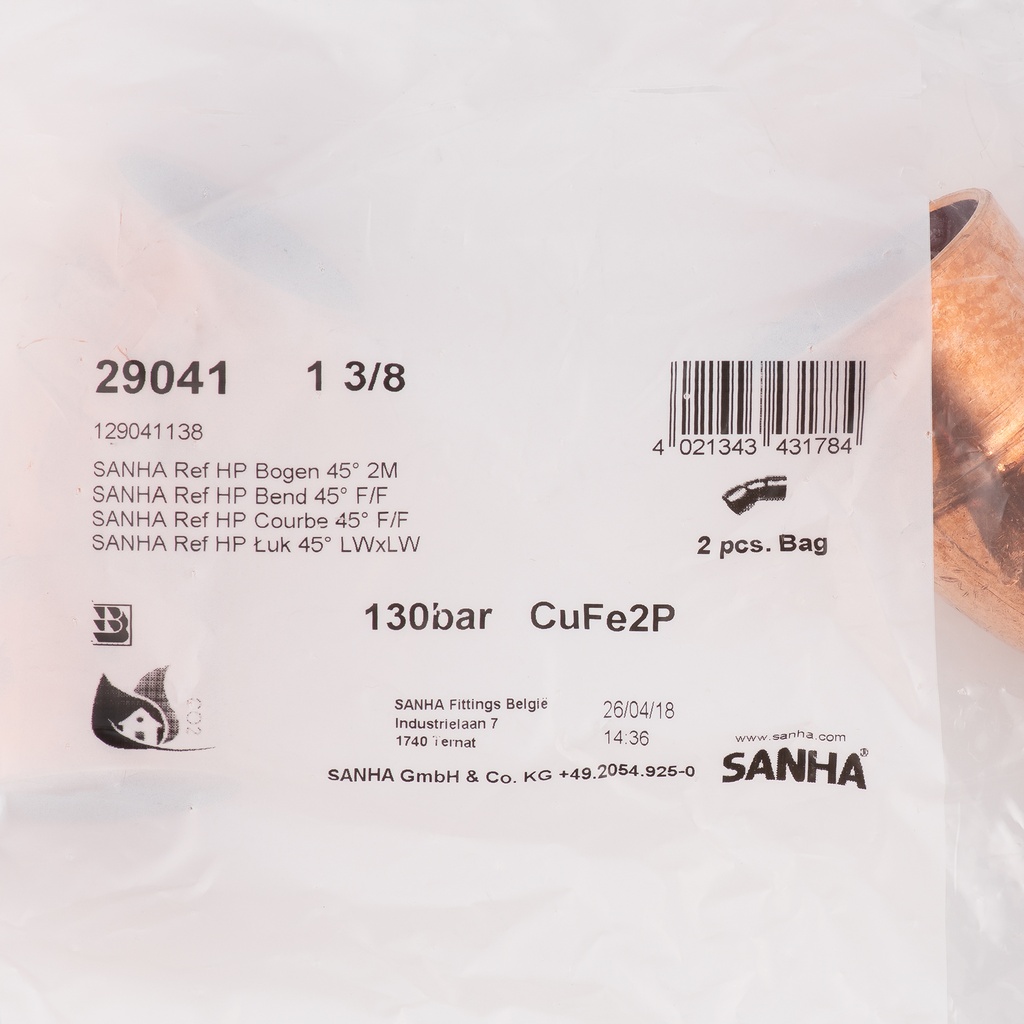 29041 1 3/8
129041138
SANHA Ref HP Bogen 45° 2M
SANHA Ref HP Bend 45° F/F
SANHA Ref HP Courbe 45° F/F
SANHA Ref HP Łuk 45° LWxLW
4 021343 431784
2 pcs. Bag
130bar CuFe2P
B
CO2
SANHA Fittings België
Industrielaan 7
1740 Ternat
26/04/18
14:36
www.sanha.com
SANHA®
SANHA GmbH & Co. KG +49.2054.925-0